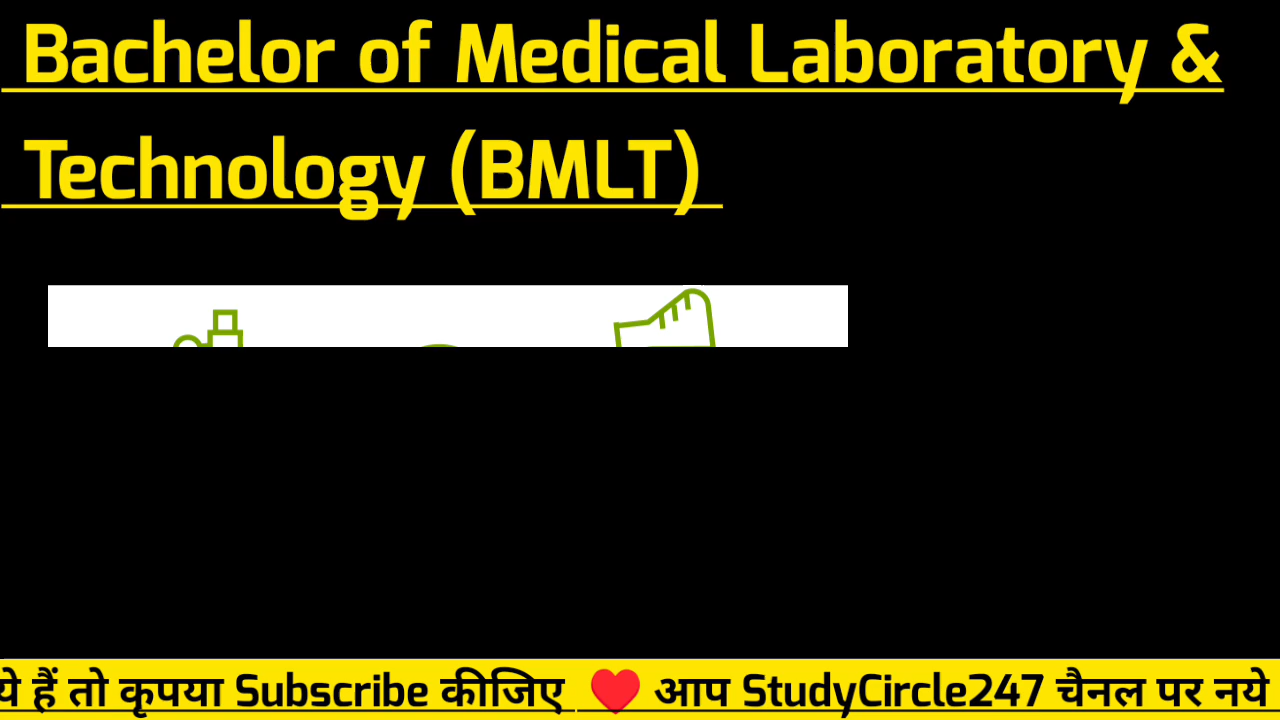 Bachelor of Medical Laboratory &
Technology (BMLT)
ये हैं तो कृपया Subscribe कीजिए ❤️ आप StudyCircle247 चैनल पर नये